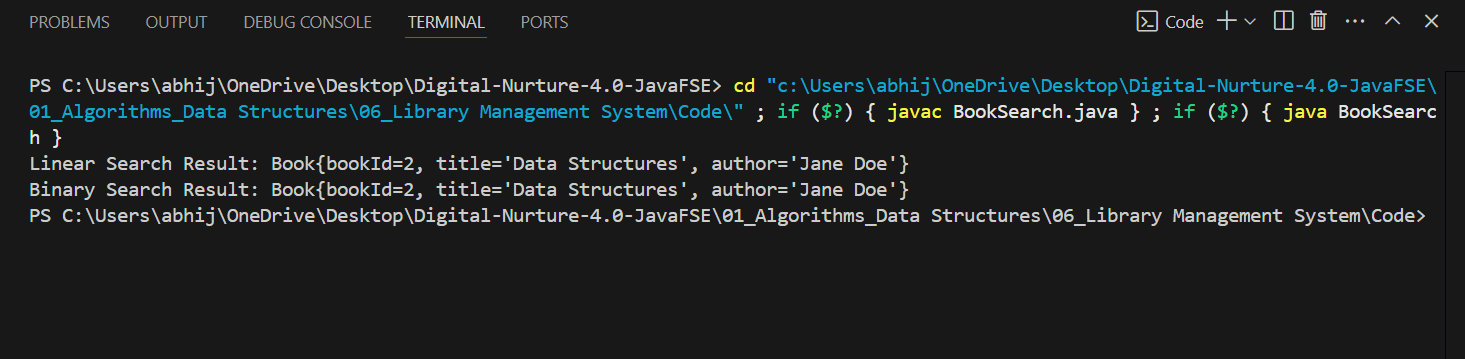 PROBLEMS OUTPUT DEBUG CONSOLE TERMINAL PORTS Code
PS C:\Users\abhij\OneDrive\Desktop\Digital-Nurture-4.0-JavaFSE> cd "c:\Users\abhij\OneDrive\Desktop\Digital-Nurture-4.0-JavaFSE\
01_Algorithms_Data Structures\06_Library Management System\Code\" ; if ($?) { javac BookSearch.java } ; if ($?) { java BookSearc
h }
Linear Search Result: Book{bookId=2, title='Data Structures', author='Jane Doe'}
Binary Search Result: Book{bookId=2, title='Data Structures', author='Jane Doe'}
PS C:\Users\abhij\OneDrive\Desktop\Digital-Nurture-4.0-JavaFSE\01_Algorithms_Data Structures\06_Library Management System\Code>